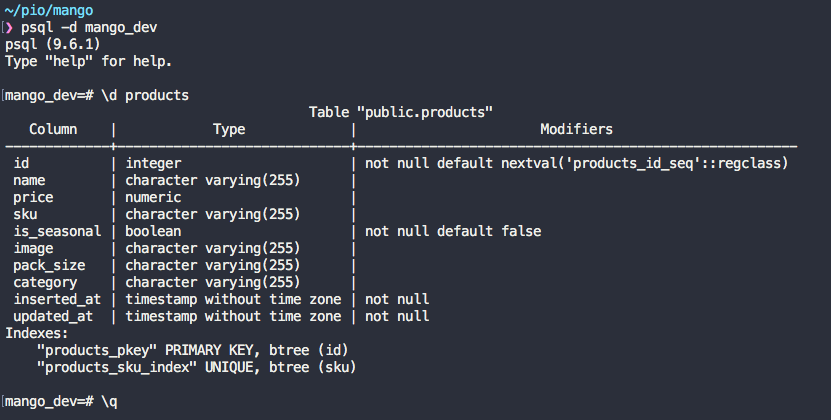 ~/pio/mango
❯ psql -d mango_dev
psql (9.6.1)
Type "help" for help.

[mango_dev=# \d products
                                    Table "public.products"
   Column    |            Type             |                      Modifiers
-------------+-----------------------------+-------------------------------------------------------
 id          | integer                     | not null default nextval('products_id_seq'::regclass)
 name        | character varying(255)      |
 price       | numeric                     |
 sku         | character varying(255)      |
 is_seasonal | boolean                     | not null default false
 image       | character varying(255)      |
 pack_size   | character varying(255)      |
 category    | character varying(255)      |
 inserted_at | timestamp without time zone | not null
 updated_at  | timestamp without time zone | not null
Indexes:
    "products_pkey" PRIMARY KEY, btree (id)
    "products_sku_index" UNIQUE, btree (sku)

[mango_dev=# \q